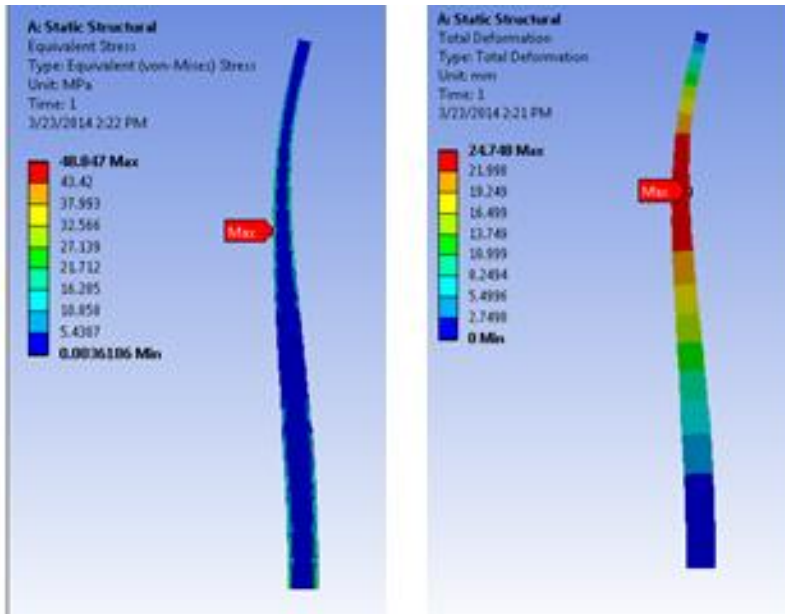 A: Static Structural
Equivalent Stress
Type: Equivalent (von-Mises) Stress
Unit: MPa
Time: 1
3/23/2014 2:22 PM
48.847 Max
43.42
37.993
32.566
27.139
21.712
16.285
10.858
5.4307
0.0036186 Min
Max
A: Static Structural
Total Deformation
Type: Total Deformation
Unit: mm
Time: 1
3/23/2014 2:21 PM
24.748 Max
21.998
19.249
16.499
13.749
10.999
8.2494
5.4996
2.7498
0 Min
Max